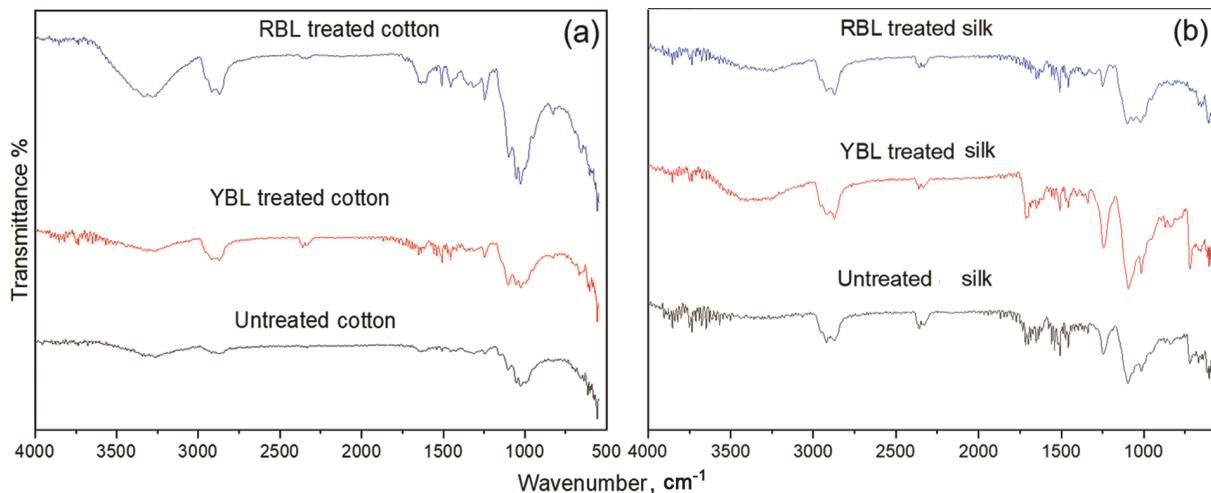 RBL treated cotton
(a)
YBL treated cotton
Untreated cotton
4000 3500 3000 2500 2000 1500 1000 500
RBL treated silk
(b)
YBL treated silk
Untreated silk
4000 3500 3000 2500 2000 1500 1000
Transmittance %
Wavenumber, cm⁻¹